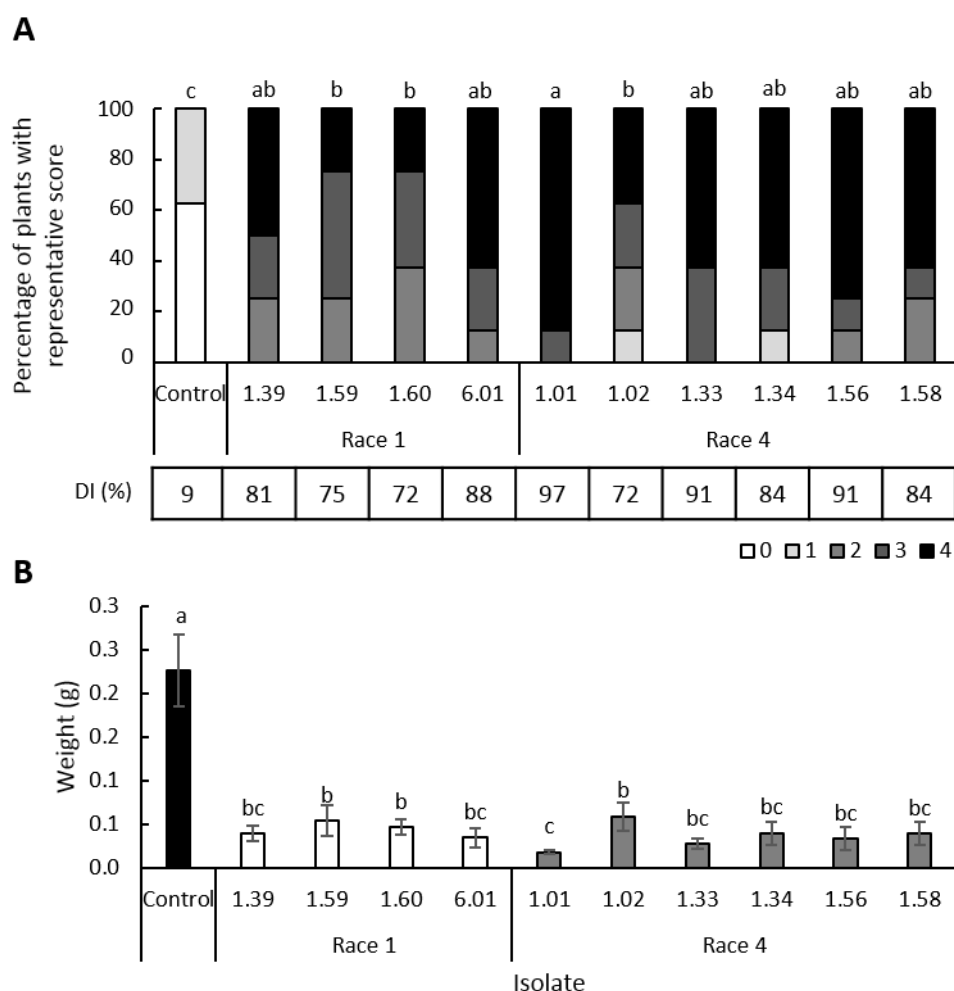 A
c ab b b ab a b ab ab ab ab
Percentage of plants with
representative score
100
80
60
40
20
0
Control 1.39 1.59 1.60 6.01 1.01 1.02 1.33 1.34 1.56 1.58
Race 1 Race 4
DI (%) 9 81 75 72 88 97 72 91 84 91 84
0 1 2 3 4
B
Weight (g)
0.3
0.3
0.2
0.2
0.1
0.1
0.0
a bc b b bc c b bc bc bc bc
Control 1.39 1.59 1.60 6.01 1.01 1.02 1.33 1.34 1.56 1.58
Race 1 Race 4
Isolate